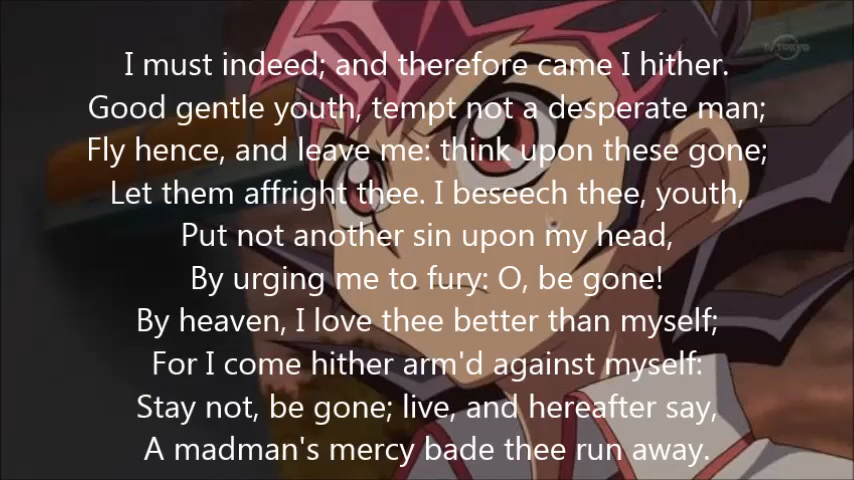 TV TOKYO
I must indeed; and therefore came I hither.
Good gentle youth, tempt not a desperate man;
Fly hence, and leave me: think upon these gone;
Let them affright thee. I beseech thee, youth,
Put not another sin upon my head,
By urging me to fury: O, be gone!
By heaven, I love thee better than myself;
For I come hither arm'd against myself:
Stay not, be gone; live, and hereafter say,
A madman's mercy bade thee run away.